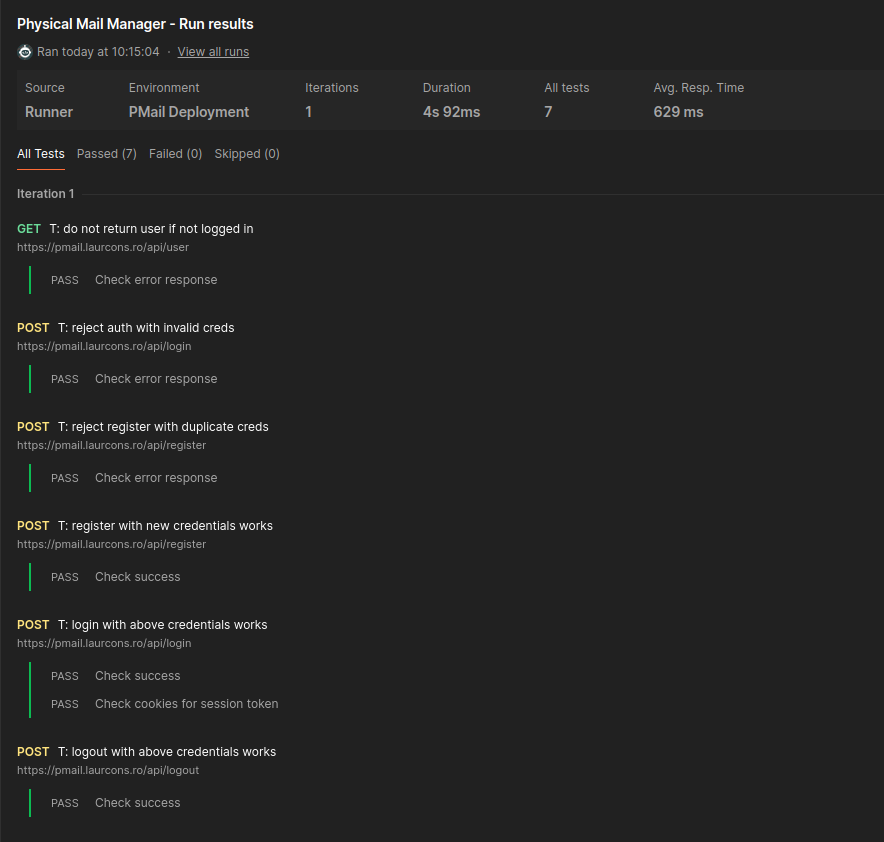 Physical Mail Manager - Run results
Ran today at 10:15:04 · View all runs
Source Environment Iterations Duration All tests Avg. Resp. Time
Runner PMail Deployment 1 4s 92ms 7 629 ms
All Tests Passed (7) Failed (0) Skipped (0)
Iteration 1
GET T: do not return user if not logged in
https://pmail.laurcons.ro/api/user
PASS Check error response
POST T: reject auth with invalid creds
https://pmail.laurcons.ro/api/login
PASS Check error response
POST T: reject register with duplicate creds
https://pmail.laurcons.ro/api/register
PASS Check error response
POST T: register with new credentials works
https://pmail.laurcons.ro/api/register
PASS Check success
POST T: login with above credentials works
https://pmail.laurcons.ro/api/login
PASS Check success
PASS Check cookies for session token
POST T: logout with above credentials works
https://pmail.laurcons.ro/api/logout
PASS Check success